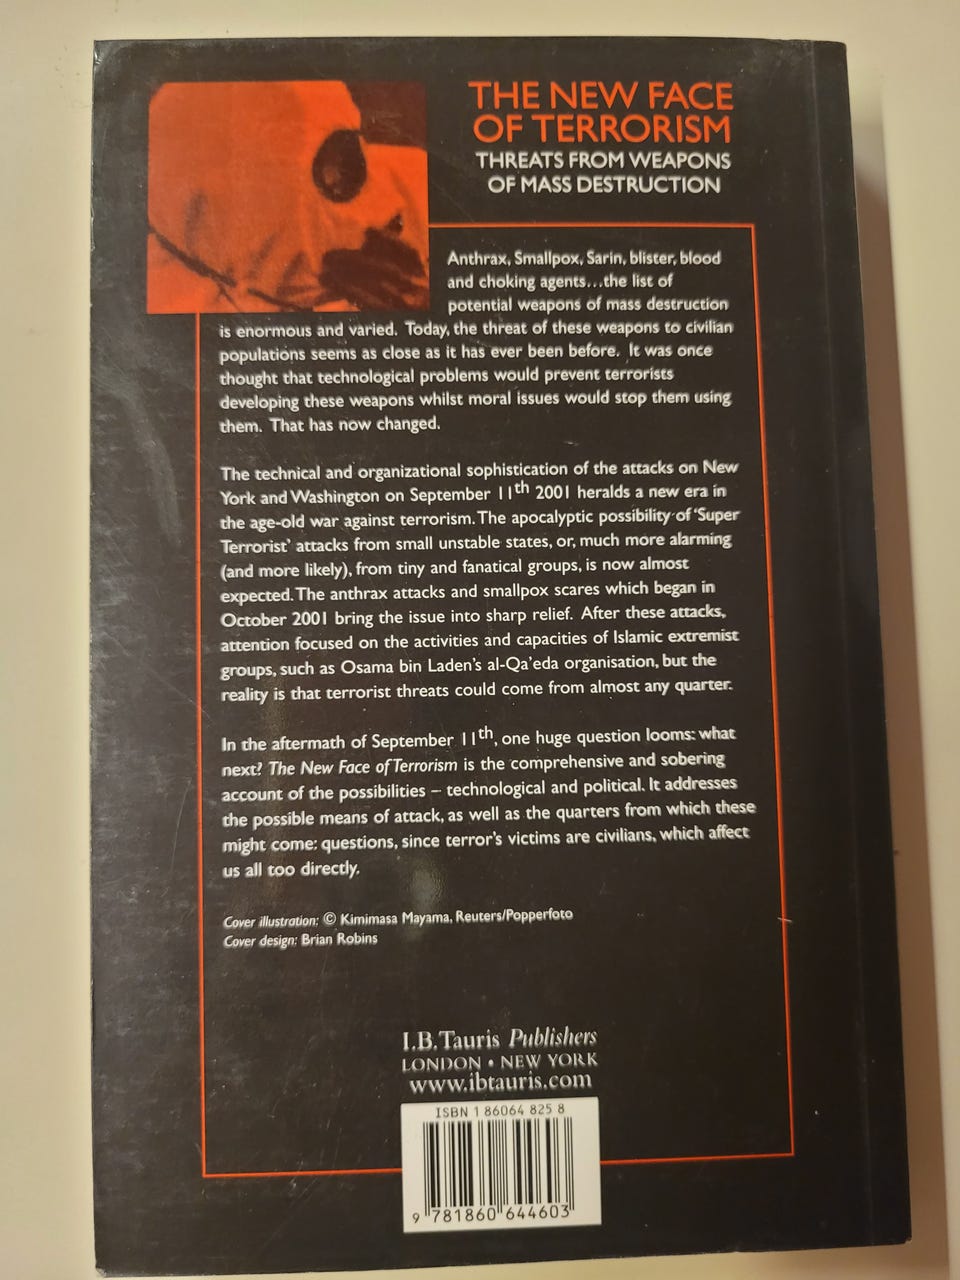 THE NEW FACE
OF TERRORISM
THREATS FROM WEAPONS
OF MASS DESTRUCTION
Anthrax, Smallpox, Sarin, blister, blood
and choking agents...the list of
potential weapons of mass destruction
is enormous and varied. Today, the threat of these weapons to civilian
populations seems as close as it has ever been before. It was once
thought that technological problems would prevent terrorists
developing these weapons whilst moral issues would stop them using
them. That has now changed.
The technical and organizational sophistication of the attacks on New
York and Washington on September 11th 2001 heralds a new era in
the age-old war against terrorism. The apocalyptic possibility of 'Super
Terrorist' attacks from small unstable states, or, much more alarming
(and more likely), from tiny and fanatical groups, is now almost
expected. The anthrax attacks and smallpox scares which began in
October 2001 bring the issue into sharp relief. After these attacks,
attention focused on the activities and capacities of Islamic extremist
groups, such as Osama bin Laden's al-Qa'eda organisation, but the
reality is that terrorist threats could come from almost any quarter.
In the aftermath of September 11th, one huge question looms: what
next? The New Face of Terrorism is the comprehensive and sobering
account of the possibilities – technological and political. It addresses
the possible means of attack, as well as the quarters from which these
might come: questions, since terror's victims are civilians, which affect
us all too directly.
Cover illustration: © Kimimasa Mayama, Reuters/Popperfoto
Cover design: Brian Robins
I.B.Tauris Publishers
LONDON • NEW YORK
www.ibtauris.com
ISBN 1 86064 825 8
9 781860 644603